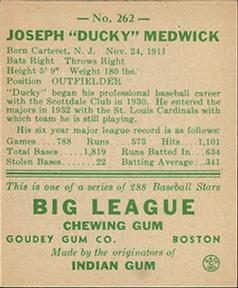 — No. 262 —
JOSEPH "DUCKY" MEDWICK
Born Carteret, N. J. Nov. 24, 1911
Bats Right Throws Right
Height 5' 9" Weight 180 lbs.
Position OUTFIELDER
"Ducky" began his professional baseball career
with the Scottdale Club in 1930. He entered the
majors in 1932 with the St. Louis Cardinals with
which team he is still playing.
His six year major league record is as follows:
Games.....788 Runs.....573 Hits....1,101
Total Bases.....1,819 Runs Batted In...634
Stolen Bases.......22 Batting Average...341
This is one of a series of 288 Baseball Stars
BIG LEAGUE
CHEWING GUM
GOUDEY GUM CO. BOSTON
Made by the originators of
INDIAN GUM